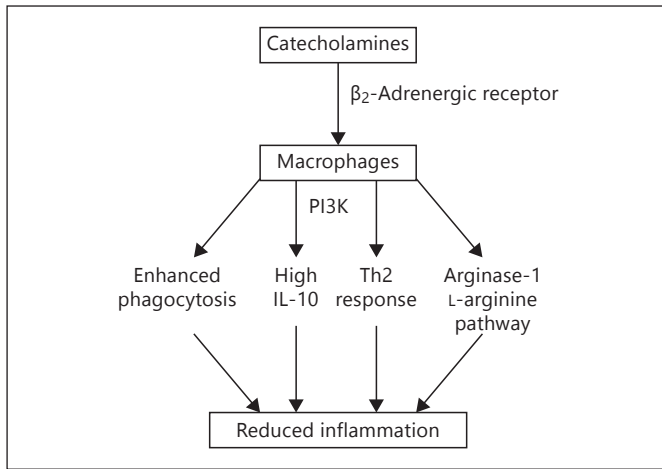 Catecholamines
β₂-Adrenergic receptor
Macrophages
PI3K
Enhanced
phagocytosis
High
IL-10
Th2
response
Arginase-1
L-arginine
pathway
Reduced inflammation